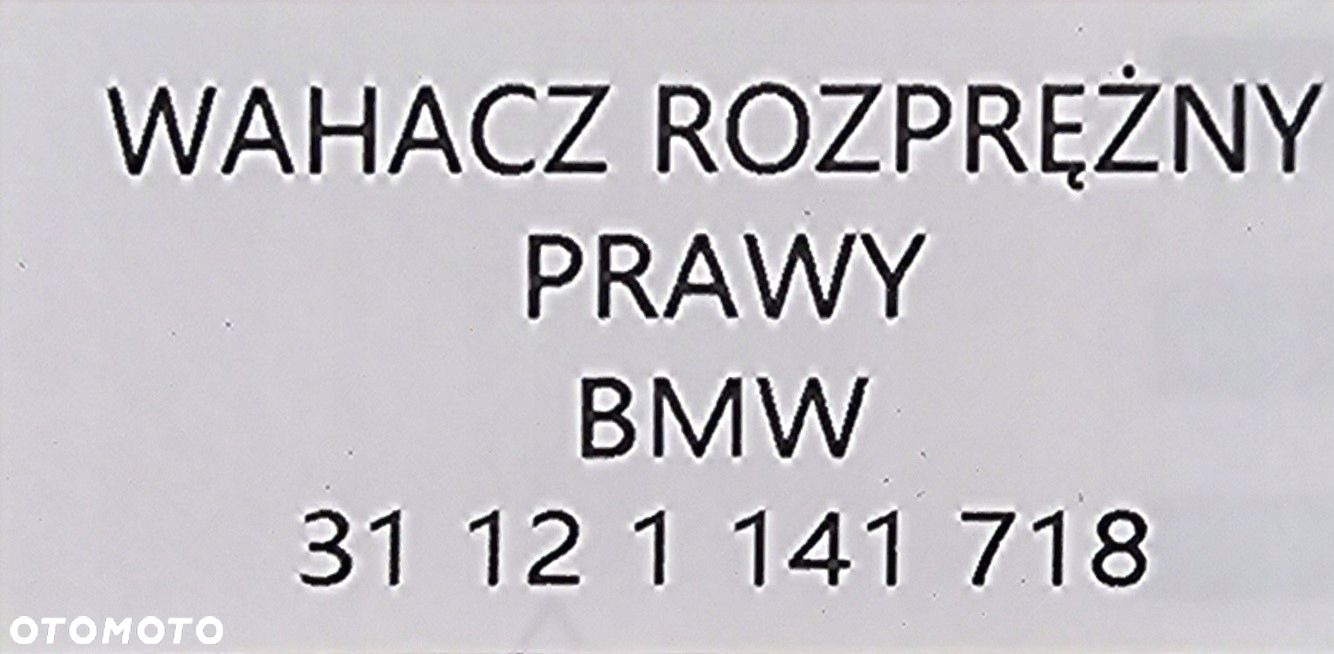 WAHACZ ROZPRĘŻNY
PRAWY
BMW
31 12 1 141 718
OTOMOTO